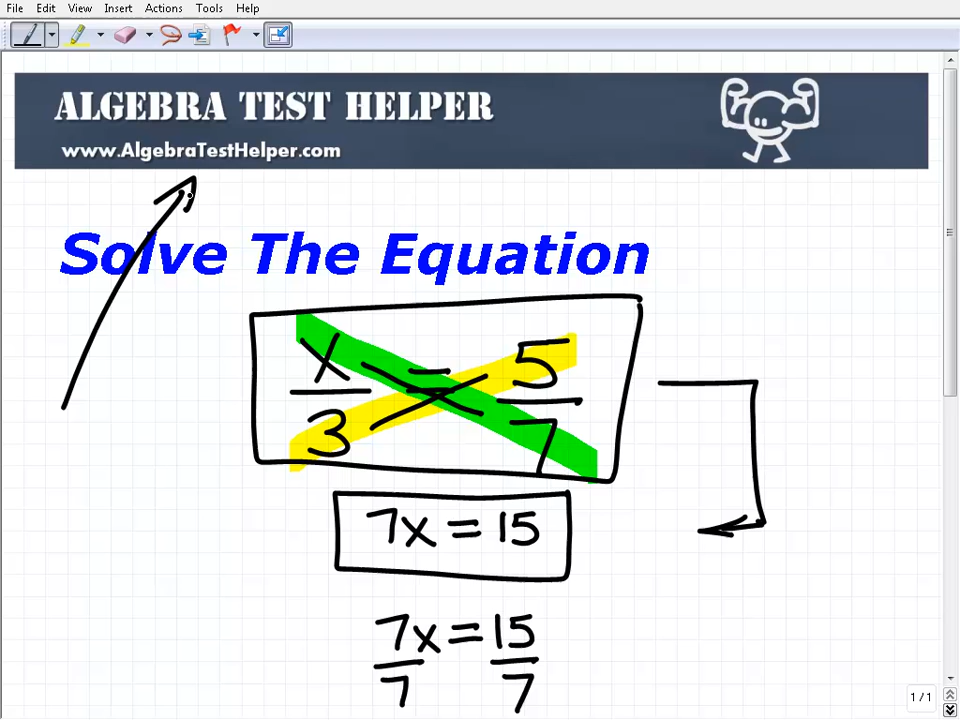 File Edit View Insert Actions Tools Help
ALGEBRA TEST HELPER
www.AlgebraTestHelper.com
Solve The Equation
x/3 = 5/7
7x = 15
7x = 15
7 7
1 / 1